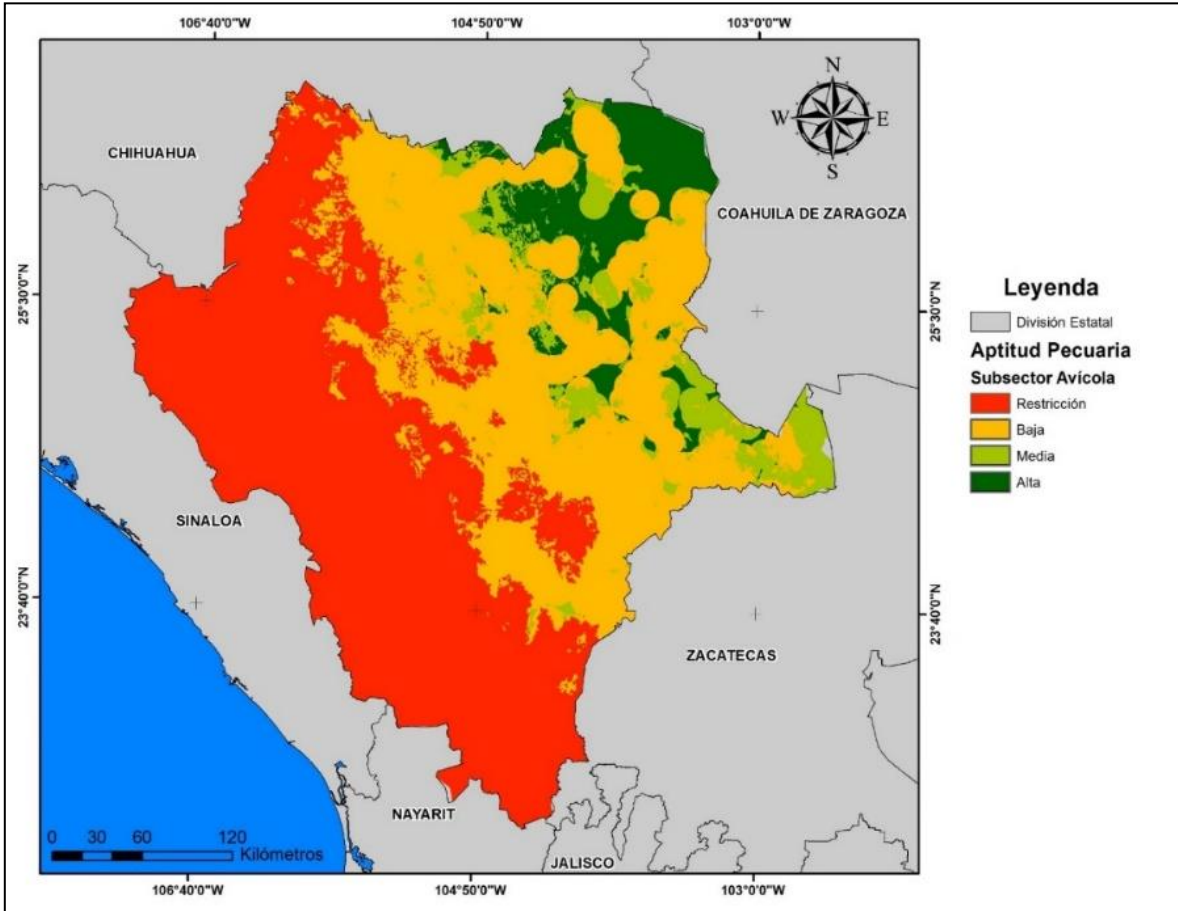 106°40'0"W
104°50'0"W
103°0'0"W
N
W
E
S
CHIHUAHUA
COAHUILA DE ZARAGOZA
25°30'0"N
25°30'0"N
Leyenda
División Estatal
Aptitud Pecuaria
Subsector Avícola
Restricción
Baja
Media
Alta
SINALOA
23°40'0"N
23°40'0"N
ZACATECAS
NAYARIT
JALISCO
0 30 60 120
Kilómetros
106°40'0"W
104°50'0"W
103°0'0"W